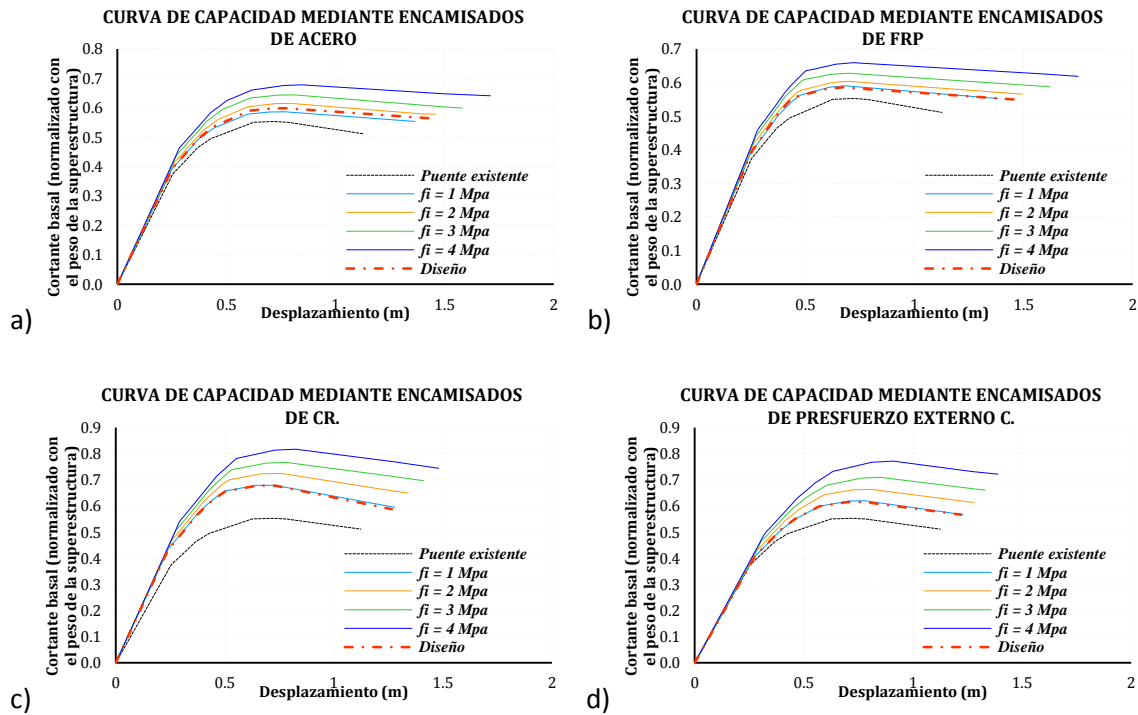 CURVA DE CAPACIDAD MEDIANTE ENCAMISADOS
DE ACERO
Cortante basal (normalizado con
el peso de la superestructura)
0.8
0.7
0.6
0.5
0.4
0.3
0.2
0.1
0.0
0
0.5
1
1.5
2
Desplazamiento (m)
Puente existente
fi = 1 Mpa
fi = 2 Mpa
fi = 3 Mpa
fi = 4 Mpa
Diseño
a)
CURVA DE CAPACIDAD MEDIANTE ENCAMISADOS
DE FRP
Cortante basal (normalizado con
el peso de la superestructura)
0.7
0.6
0.5
0.4
0.3
0.2
0.1
0.0
0
0.5
1
1.5
2
Desplazamiento (m)
Puente existente
fi = 1 Mpa
fi = 2 Mpa
fi = 3 Mpa
fi = 4 Mpa
Diseño
b)
CURVA DE CAPACIDAD MEDIANTE ENCAMISADOS
DE CR.
Cortante basal (normalizado con
el peso de la superestructura)
0.9
0.8
0.7
0.6
0.5
0.4
0.3
0.2
0.1
0.0
0
0.5
1
1.5
2
Desplazamiento (m)
Puente existente
fi = 1 Mpa
fi = 2 Mpa
fi = 3 Mpa
fi = 4 Mpa
Diseño
c)
CURVA DE CAPACIDAD MEDIANTE ENCAMISADOS
DE PRESFUERZO EXTERNO C.
Cortante basal (normalizado con
el peso de la superestructura)
0.9
0.8
0.7
0.6
0.5
0.4
0.3
0.2
0.1
0.0
0
0.5
1
1.5
2
Desplazamiento (m)
Puente existente
fi = 1 Mpa
fi = 2 Mpa
fi = 3 Mpa
fi = 4 Mpa
Diseño
d)